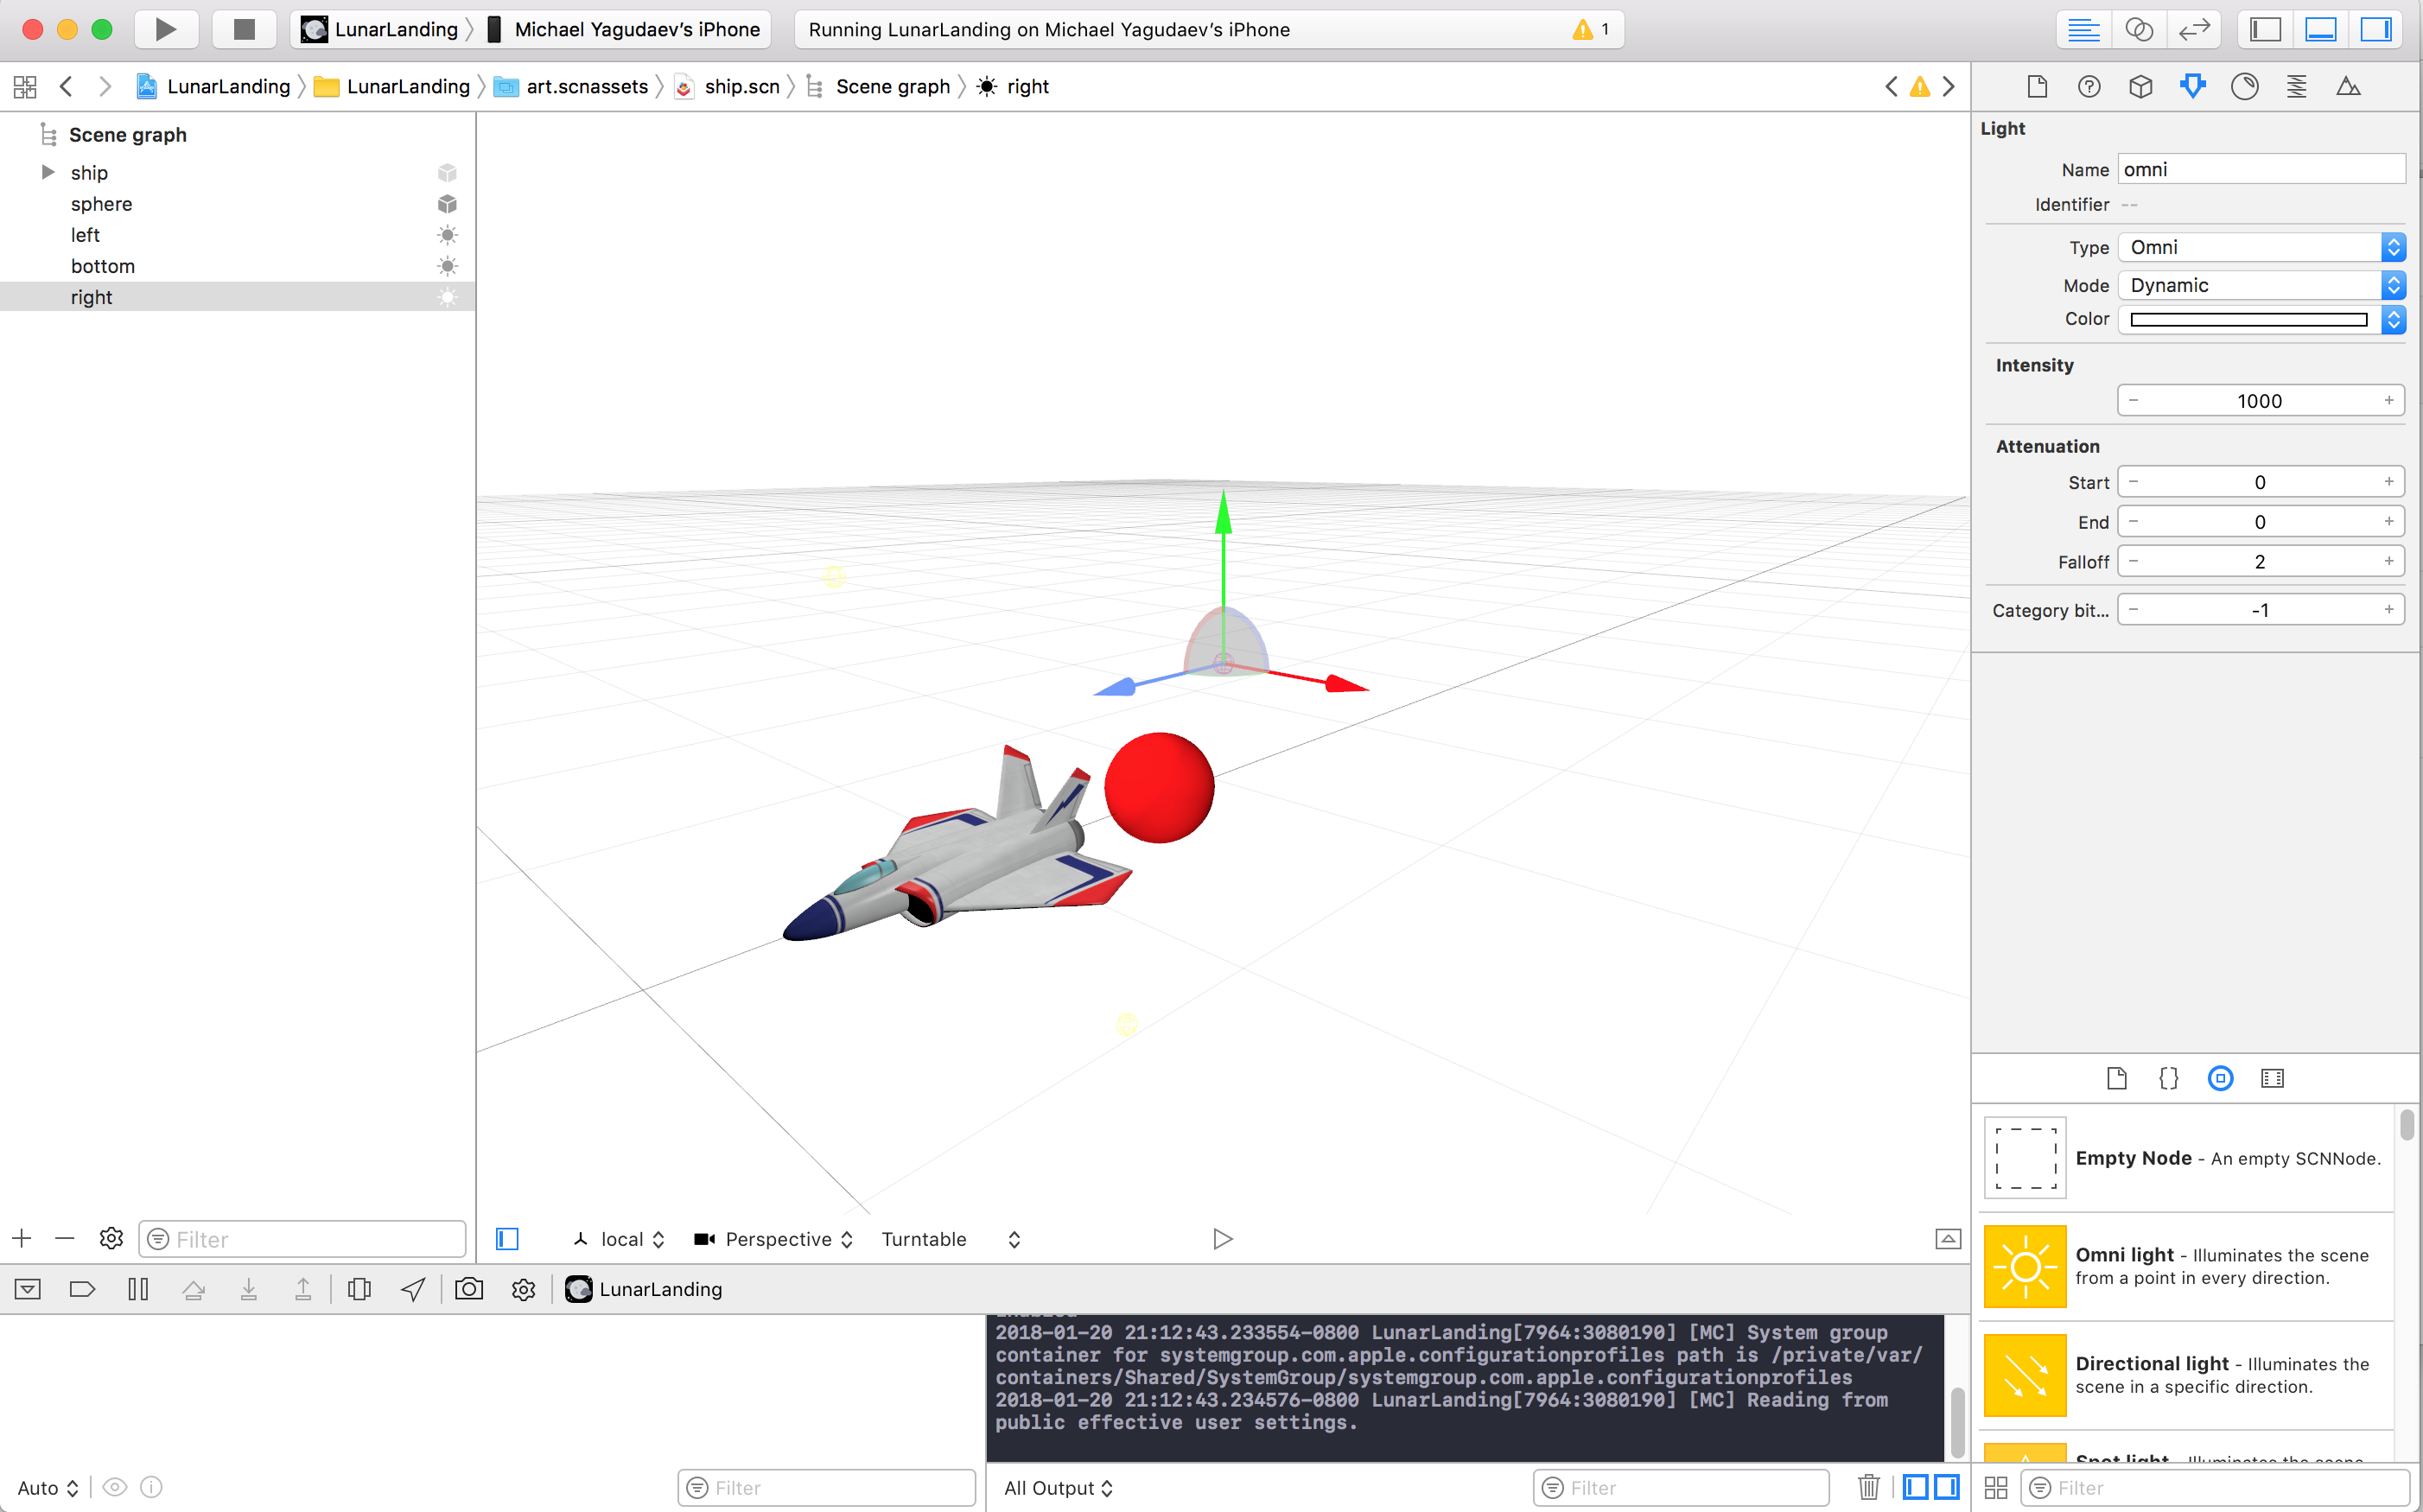 LunarLanding Michael Yagudaev’s iPhone
Running LunarLanding on Michael Yagudaev’s iPhone
1
LunarLanding LunarLanding art.scnassets ship.scn Scene graph right
Scene graph
ship
sphere
left
bottom
right
Filter
local Perspective Turntable
Light
Name omni
Identifier --
Type Omni
Mode Dynamic
Color
Intensity
− 1000 +
Attenuation
Start − 0 +
End − 0 +
Falloff − 2 +
Category bit... − -1 +
Empty Node - An empty SCNNode.
Omni light - Illuminates the scene
from a point in every direction.
Directional light - Illuminates the
scene in a specific direction.
Spot light - Illuminates the scene
Filter
LunarLanding
Enabled
2018-01-20 21:12:43.233554-0800 LunarLanding[7964:3080190] [MC] System group
container for systemgroup.com.apple.configurationprofiles path is /private/var/
containers/Shared/SystemGroup/systemgroup.com.apple.configurationprofiles
2018-01-20 21:12:43.234576-0800 LunarLanding[7964:3080190] [MC] Reading from
public effective user settings.
Auto
Filter
All Output
Filter